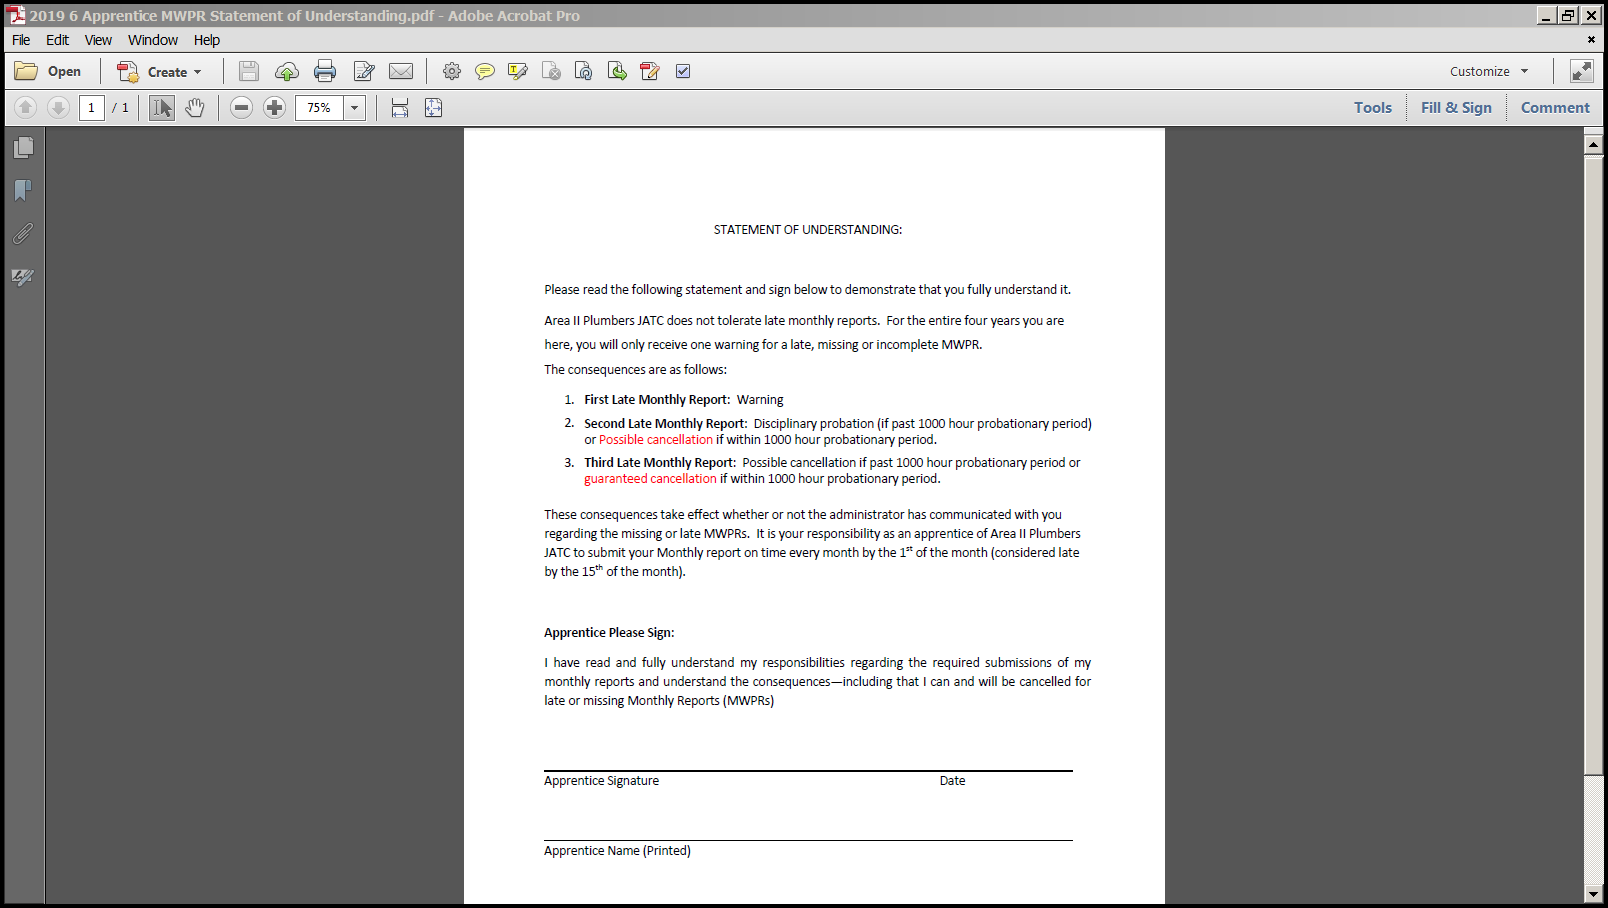 2019 6 Apprentice MWPR Statement of Understanding.pdf - Adobe Acrobat Pro
File Edit View Window Help
Open Create Customize
1 / 1 75% Tools Fill & Sign Comment
STATEMENT OF UNDERSTANDING:
Please read the following statement and sign below to demonstrate that you fully understand it.
Area II Plumbers JATC does not tolerate late monthly reports. For the entire four years you are
here, you will only receive one warning for a late, missing or incomplete MWPR.
The consequences are as follows:
1. First Late Monthly Report: Warning
2. Second Late Monthly Report: Disciplinary probation (if past 1000 hour probationary period)
or Possible cancellation if within 1000 hour probationary period.
3. Third Late Monthly Report: Possible cancellation if past 1000 hour probationary period or
guaranteed cancellation if within 1000 hour probationary period.
These consequences take effect whether or not the administrator has communicated with you
regarding the missing or late MWPRs. It is your responsibility as an apprentice of Area II Plumbers
JATC to submit your Monthly report on time every month by the 1st of the month (considered late
by the 15th of the month).
Apprentice Please Sign:
I have read and fully understand my responsibilities regarding the required submissions of my
monthly reports and understand the consequences—including that I can and will be cancelled for
late or missing Monthly Reports (MWPRs)
Apprentice Signature Date
Apprentice Name (Printed)